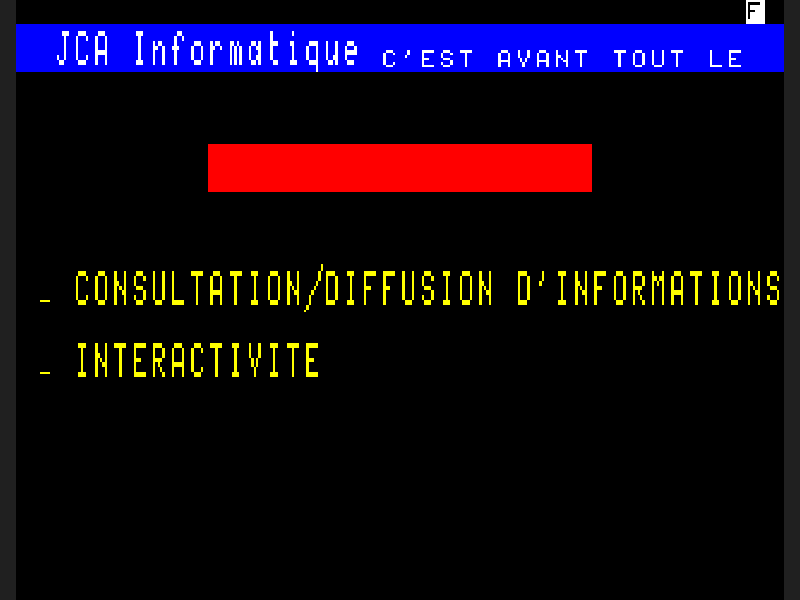 F
JCA Informatique C'EST AVANT TOUT LE
_ CONSULTATION/DIFFUSION D'INFORMATIONS
_ INTERACTIVITE